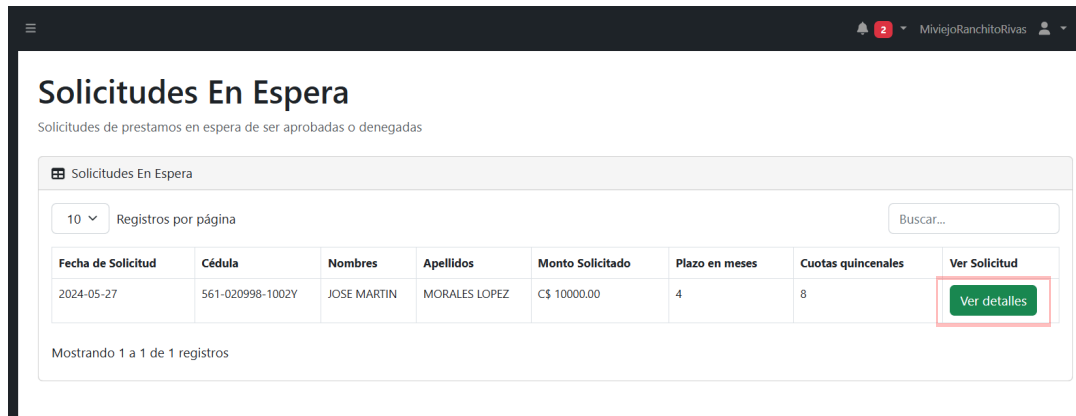 2 MiviejoRanchitoRivas
Solicitudes En Espera
Solicitudes de prestamos en espera de ser aprobadas o denegadas
Solicitudes En Espera
10 Registros por página Buscar...
Fecha de Solicitud Cédula Nombres Apellidos Monto Solicitado Plazo en meses Cuotas quincenales Ver Solicitud
2024-05-27 561-020998-1002Y JOSE MARTIN MORALES LOPEZ C$ 10000.00 4 8 Ver detalles
Mostrando 1 a 1 de 1 registros